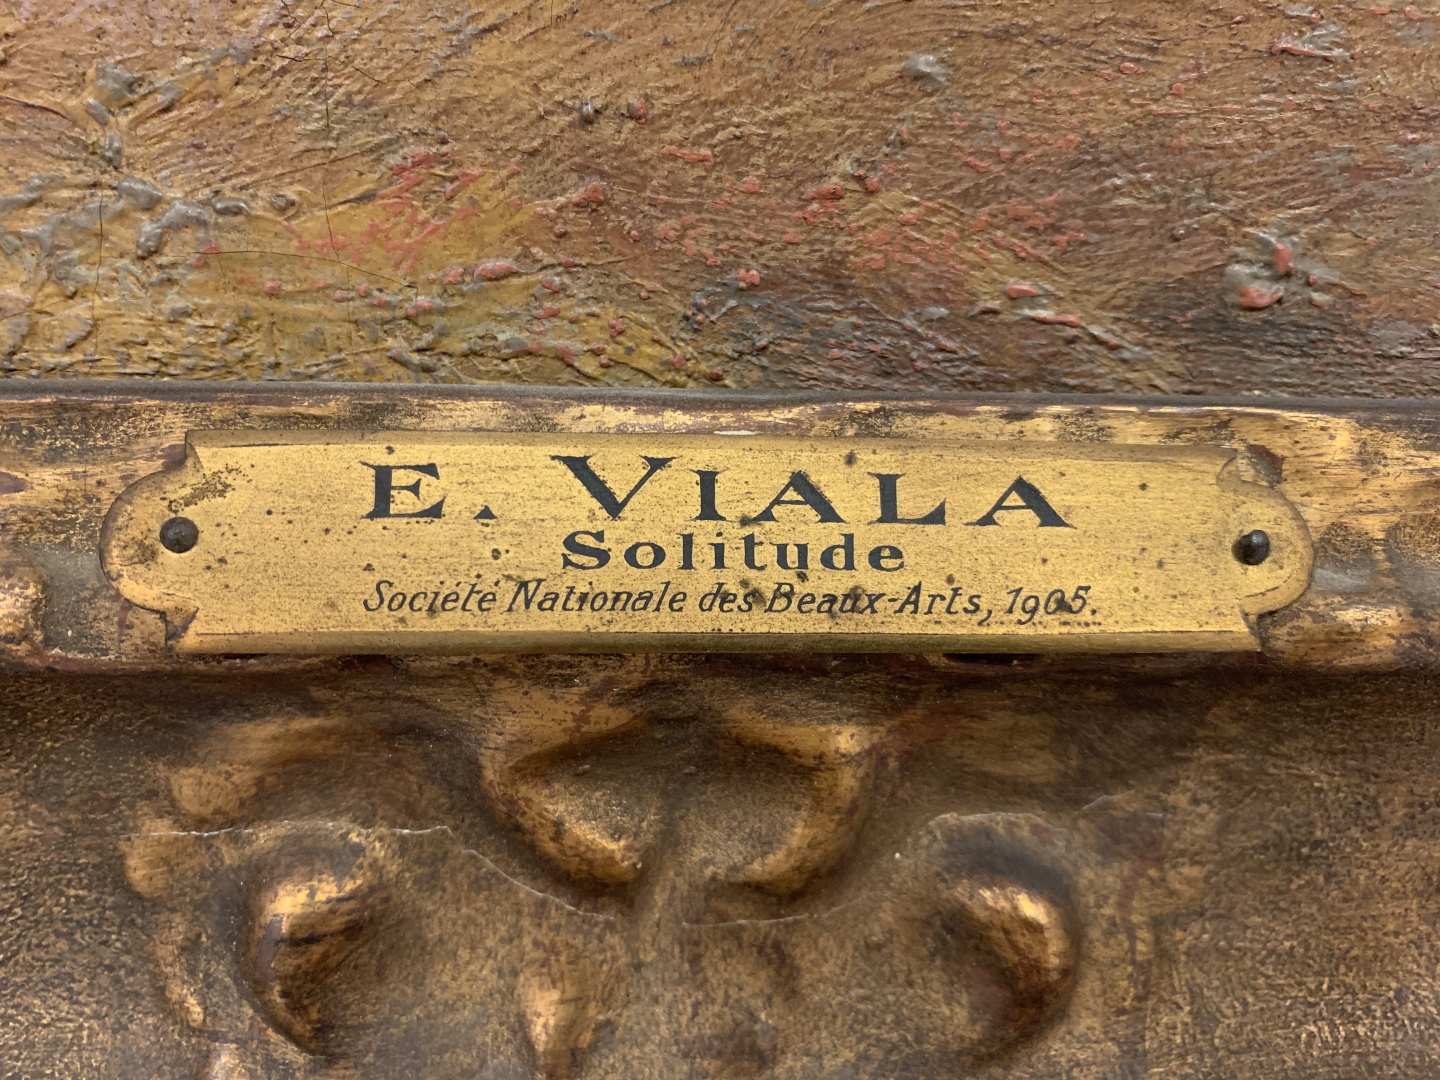 E. VIALA
Solitude
Société Nationale des Beaux-Arts, 1905.